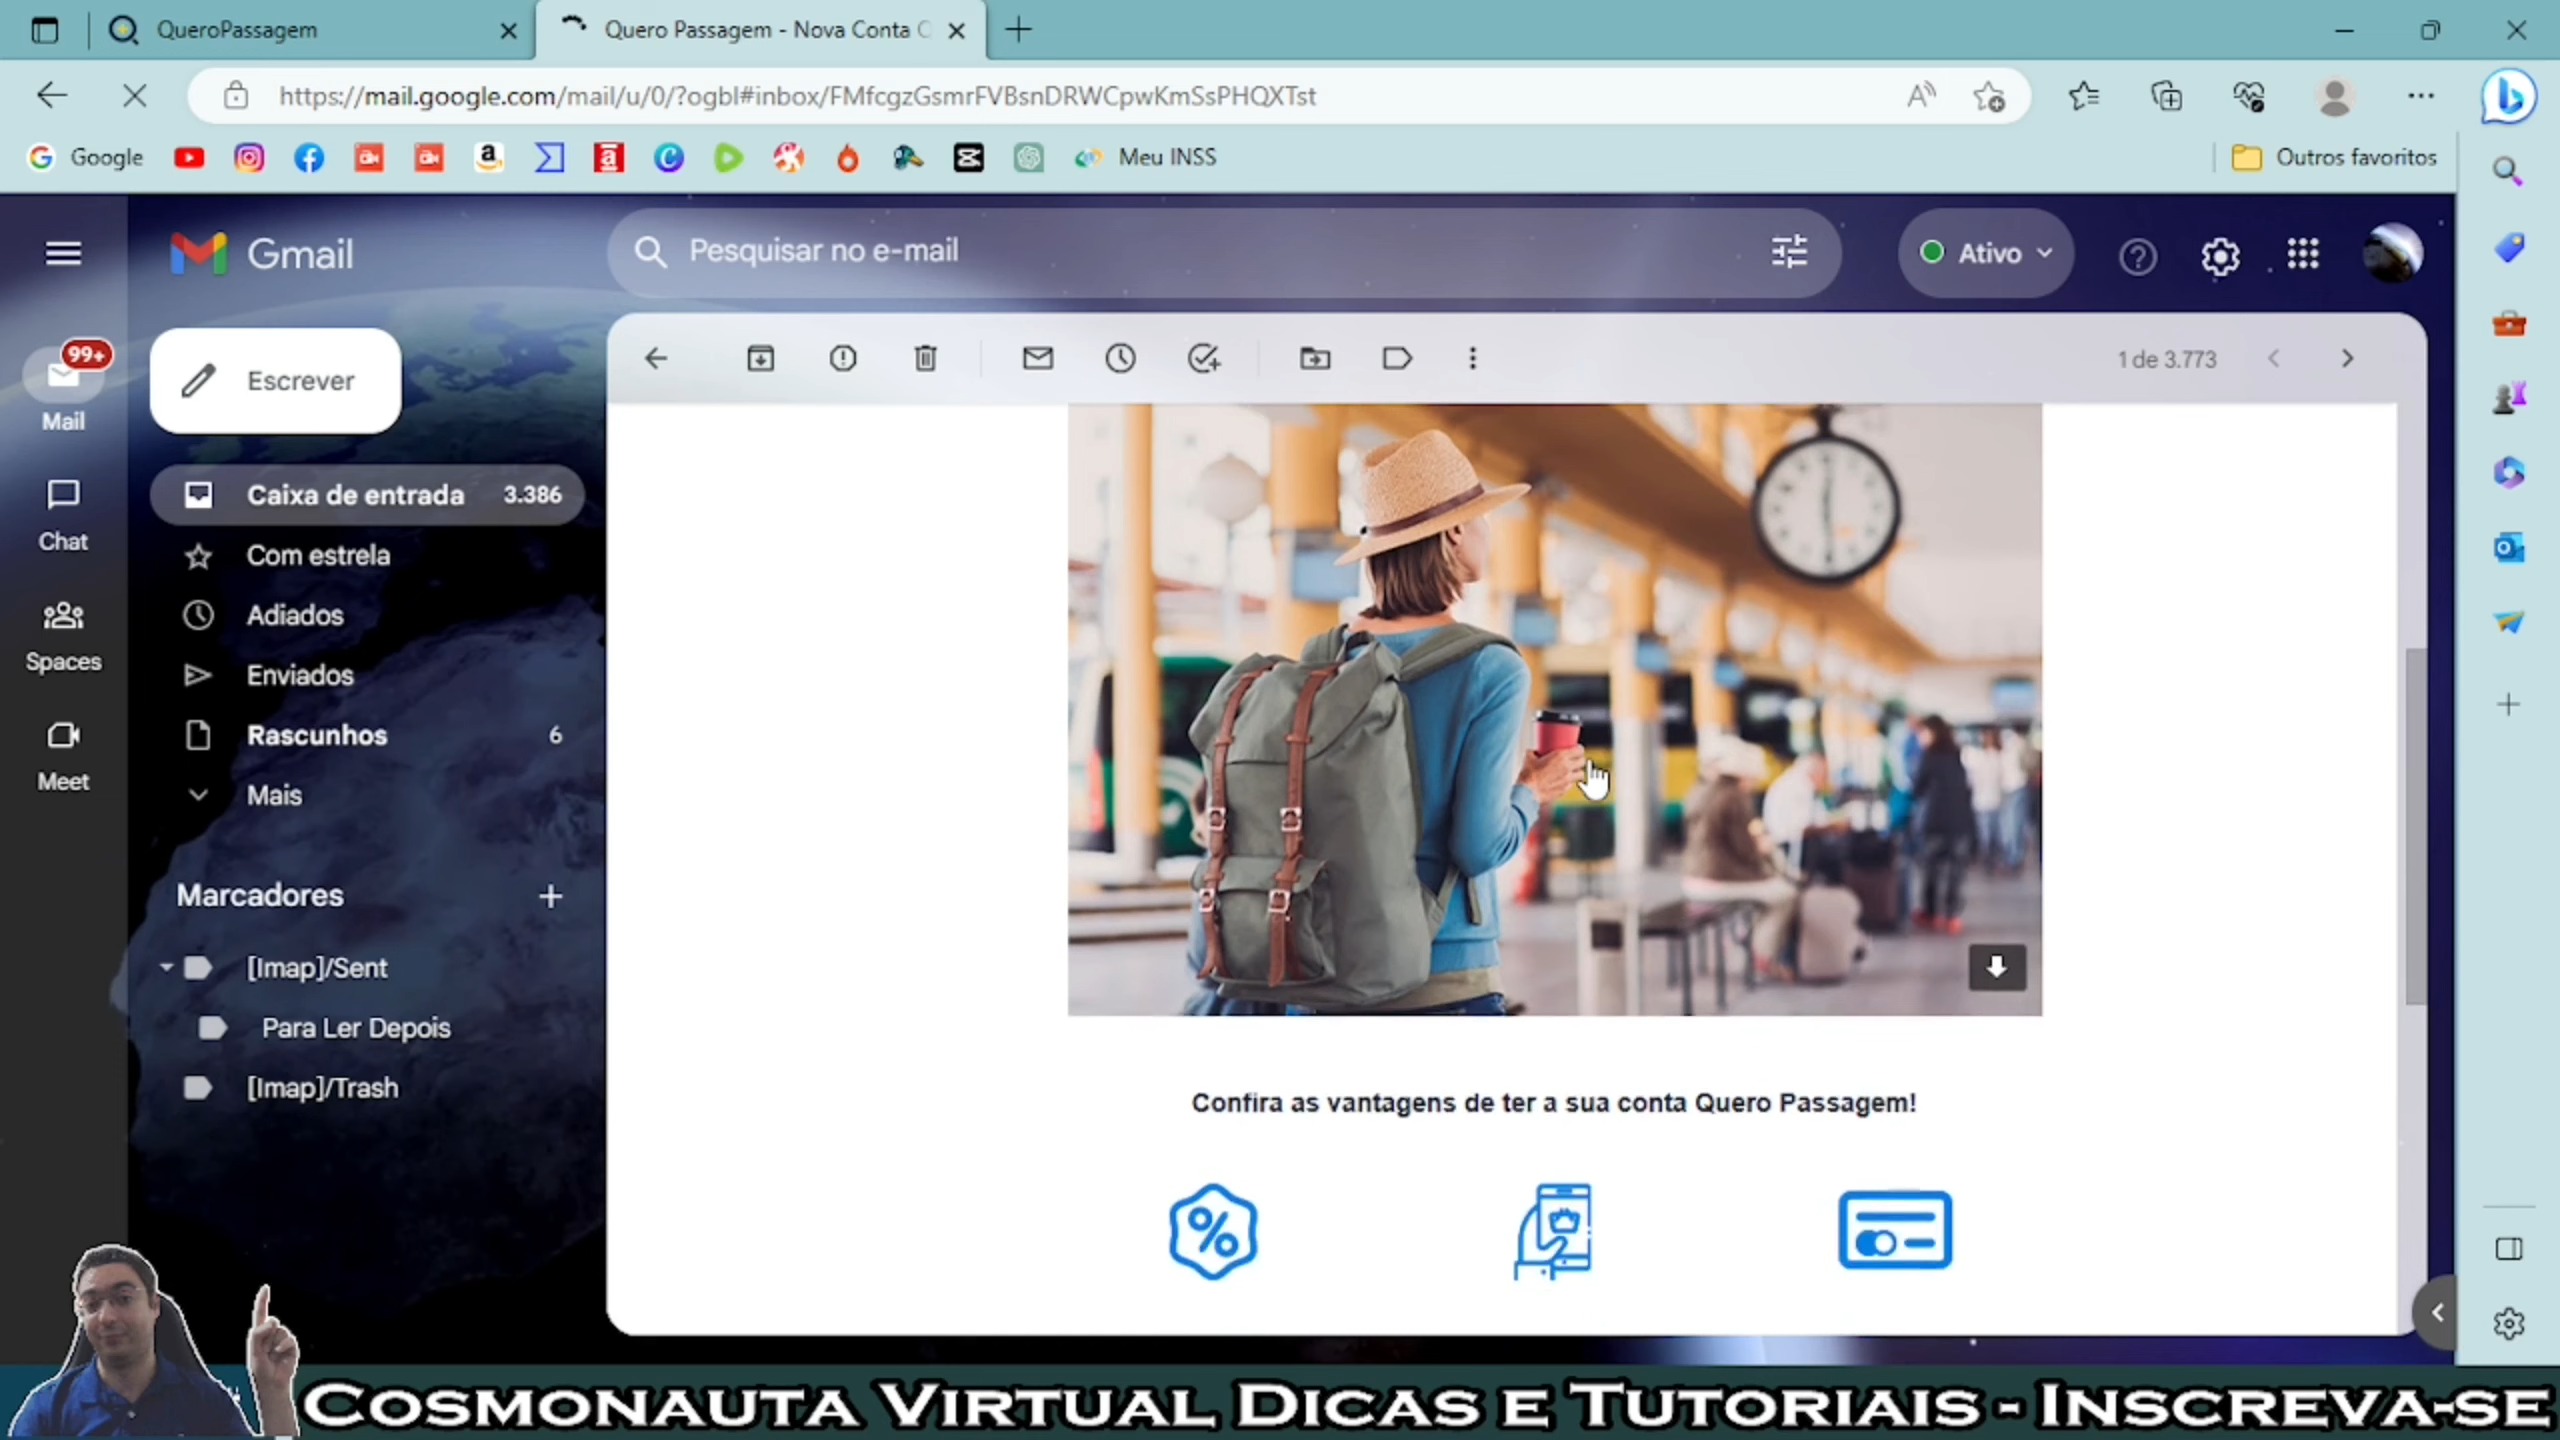 QueroPassagem
Quero Passagem - Nova Conta
https://mail.google.com/mail/u/0/?ogbl#inbox/FMfcgzGsmrFVBsnDRWCpwKmSsPHQXTst
Google
Meu INSS
Outros favoritos
Gmail
Pesquisar no e-mail
Ativo
99+
Mail
Escrever
1 de 3.773
Caixa de entrada 3.386
Com estrela
Chat
Adiados
Spaces
Enviados
Rascunhos 6
Meet
Mais
Marcadores
[Imap]/Sent
Para Ler Depois
[Imap]/Trash
Confira as vantagens de ter a sua conta Quero Passagem!
Cosmonauta Virtual Dicas e Tutoriais - Inscreva-se